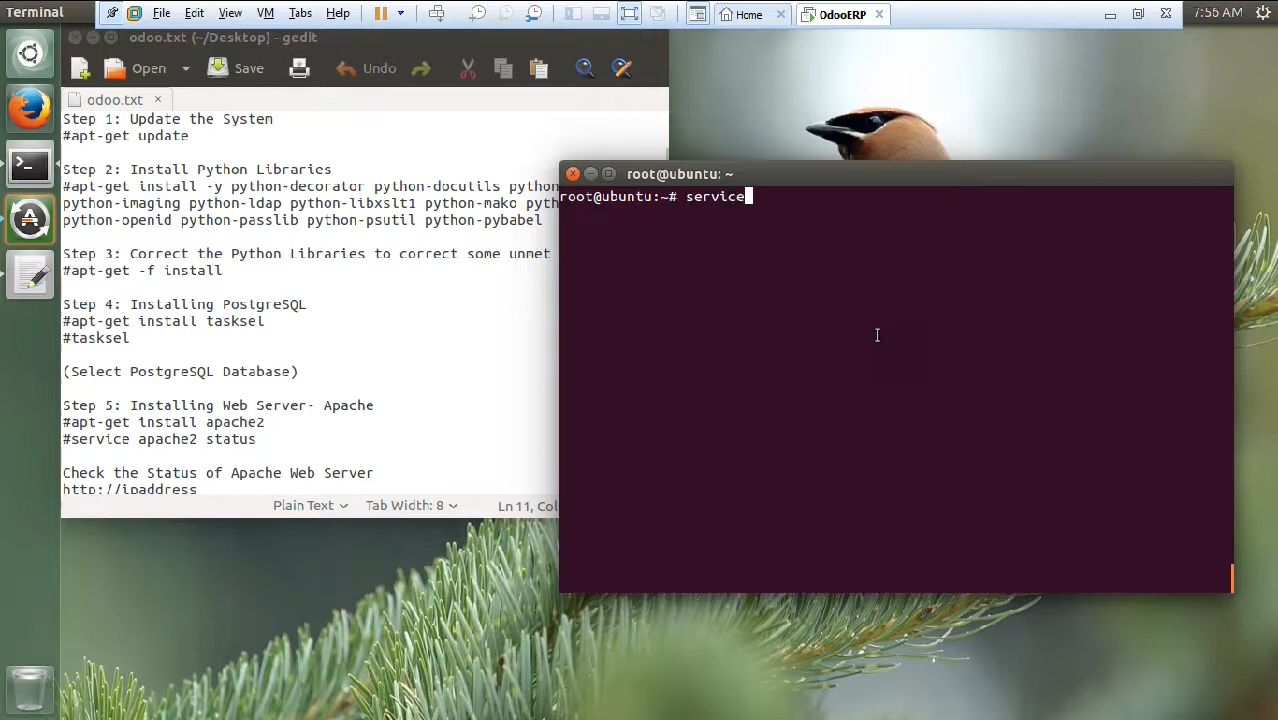 Terminal File Edit View VM Tabs Help Home × OdooERP × 7:56 AM
odoo.txt (~/Desktop) - gedit
Open Save Undo
odoo.txt ×
Step 1: Update the System
#apt-get update
Step 2: Install Python Libraries
#apt-get install -y python-decorator python-docutils python
python-imaging python-ldap python-libxslt1 python-mako pyth
python-openid python-passlib python-psutil python-pybabel
Step 3: Correct the Python Libraries to correct some unmet
#apt-get -f install
Step 4: Installing PostgreSQL
#apt-get install tasksel
#tasksel
(Select PostgreSQL Database)
Step 5: Installing Web Server- Apache
#apt-get install apache2
#service apache2 status
Check the Status of Apache Web Server
http://ipaddress
Plain Text Tab Width: 8 Ln 11, Col
root@ubuntu: ~
root@ubuntu:~# service